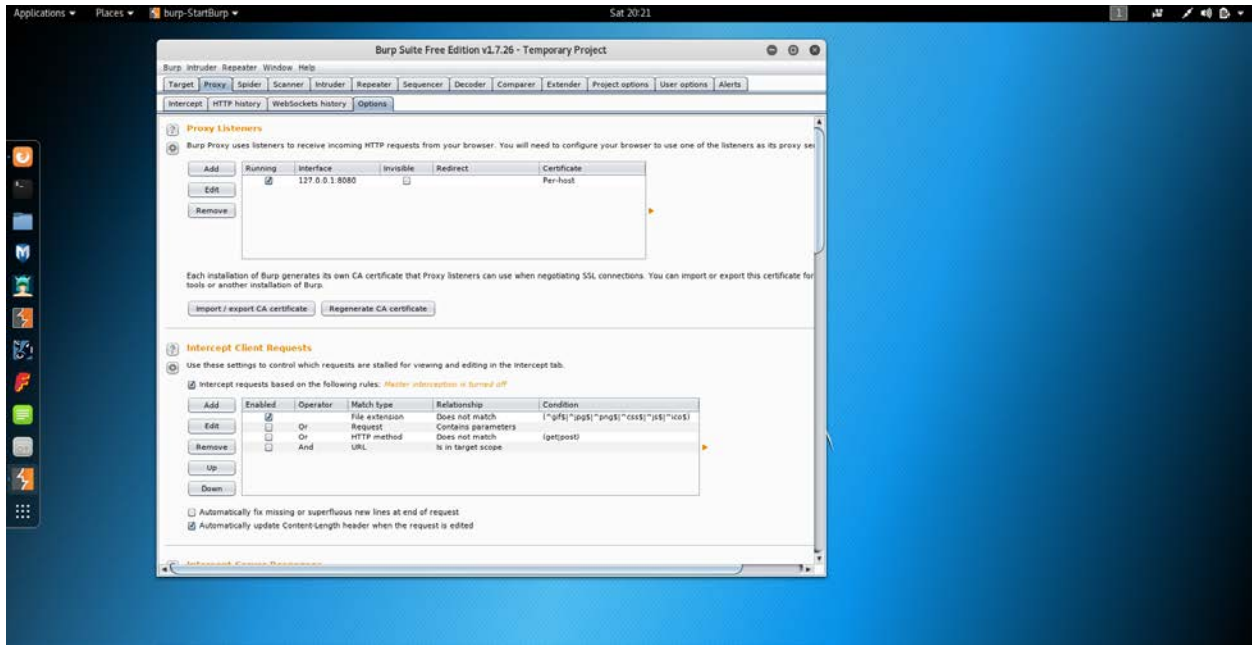 Applications Places burp-StartBurp Sat 20:21 1
Burp Suite Free Edition v1.7.26 - Temporary Project
Burp Intruder Repeater Window Help
Target Proxy Spider Scanner Intruder Repeater Sequencer Decoder Comparer Extender Project options User options Alerts
Intercept HTTP history WebSockets history Options
? Proxy Listeners
Burp Proxy uses listeners to receive incoming HTTP requests from your browser. You will need to configure your browser to use one of the listeners as its proxy ser
Add Running Interface Invisible Redirect Certificate
127.0.0.1:8080 Per-host
Edit
Remove
Each installation of Burp generates its own CA certificate that Proxy listeners can use when negotiating SSL connections. You can import or export this certificate for
tools or another installation of Burp.
Import / export CA certificate Regenerate CA certificate
? Intercept Client Requests
Use these settings to control which requests are stalled for viewing and editing in the Intercept tab.
Intercept requests based on the following rules: Master interception is turned off
Add Enabled Operator Match type Relationship Condition
File extension Does not match (^gif$|^jpg$|^png$|^css$|^js$|^ico$)
Edit Or Request Contains parameters
Or HTTP method Does not match (get|post)
Remove And URL Is in target scope
Up
Down
Automatically fix missing or superfluous new lines at end of request
Automatically update Content-Length header when the request is edited